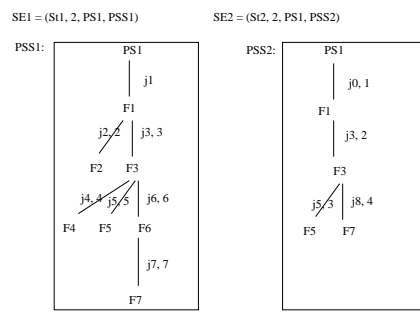 SE1 = (St1, 2, PS1, PSS1)
SE2 = (St2, 2, PS1, PSS2)
PSS1:
PS1
j1
F1
j2, 2
j3, 3
F2
F3
j4, 4
j5, 5
j6, 6
F4
F5
F6
j7, 7
F7
PSS2:
PS1
j0, 1
F1
j3, 2
F3
j5, 3
j8, 4
F5
F7